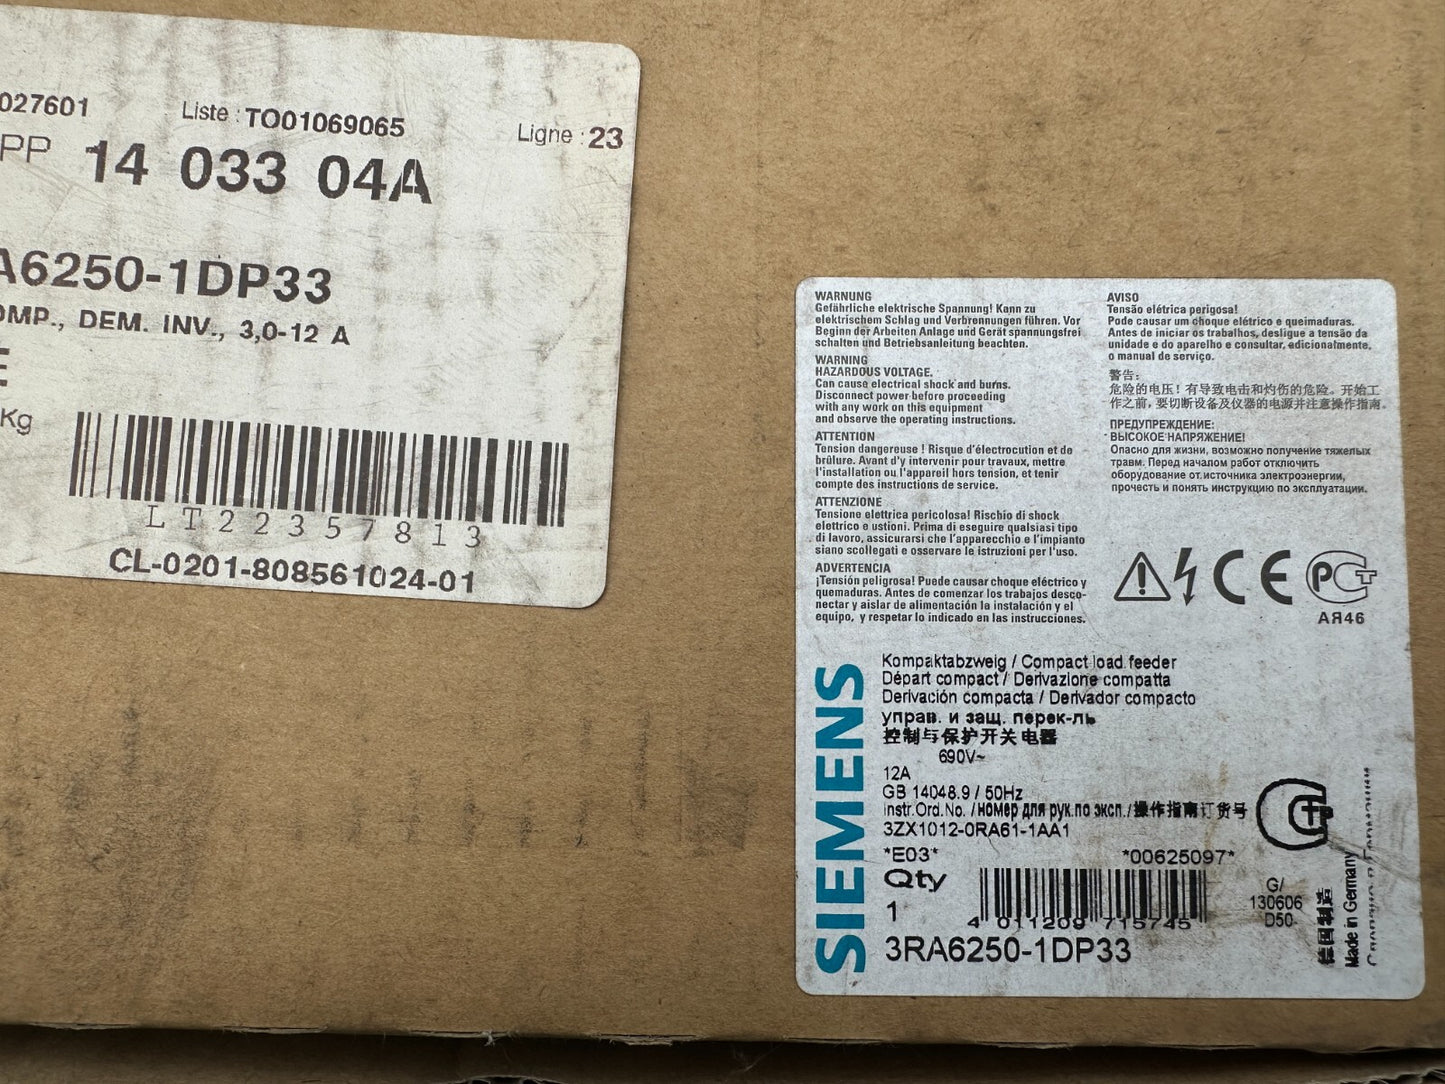 027601
Liste : TO01069065
Ligne : 23
PP 14 033 04A
A6250-1DP33
OMP., DEM. INV., 3,0-12 A
E
Kg
LT22357813
CL-0201-808561024-01
WARNUNG
Gefährliche elektrische Spannung! Kann zu
elektrischem Schlag und Verbrennungen führen. Vor
Beginn der Arbeiten Anlage und Gerät spannungsfrei
schalten und Betriebsanleitung beachten.
WARNING
HAZARDOUS VOLTAGE.
Can cause electrical shock and burns.
Disconnect power before proceeding
with any work on this equipment
and observe the operating instructions.
ATTENTION
Tension dangereuse ! Risque d'électrocution et de
brûlure. Avant d'y intervenir pour travaux, mettre
l'installation ou l'appareil hors tension, et tenir
compte des instructions de service.
ATTENZIONE
Tensione elettrica pericolosa! Rischio di shock
elettrico e ustioni. Prima di eseguire qualsiasi tipo
di lavoro, assicurarsi che l'apparecchio e l'impianto
siano scollegati e osservare le istruzioni per l'uso.
ADVERTENCIA
¡Tensión peligrosa! Puede causar choque eléctrico y
quemaduras. Antes de comenzar los trabajos desco-
nectar y aislar de alimentación la instalación y el
equipo, y respetar lo indicado en las instrucciones.
AVISO
Tensão elétrica perigosa!
Pode causar um choque elétrico e queimaduras.
Antes de iniciar os trabalhos, desligue a tensão da
unidade e do aparelho e consultar, adicionalmente,
o manual de serviço.
警告:
危险的电压！有导致电击和灼伤的危险。开始工
作之前，要切断设备及仪器的电源并注意操作指南。
ПРЕДУПРЕЖДЕНИЕ:
ВЫСОКОЕ НАПРЯЖЕНИЕ!
Опасно для жизни, возможно получение тяжелых
травм. Перед началом работ отключить
оборудование от источника электроэнергии,
прочесть и понять инструкцию по эксплуатации.
CE
РСТ
АЯ46
SIEMENS
Kompaktabzweig / Compact load feeder
Départ compact / Derivazione compatta
Derivación compacta / Derivador compacto
управ. и защ. перек-ль
控制与保护开关电器
690V~
12A
GB 14048.9 / 50Hz
Instr.Ord.No. / номер для рук.по эксп./操作指南订货号
3ZX1012-0RA61-1AA1
*E03*
*00625097*
Qty
1
4 011209 715745
3RA6250-1DP33
G/
130606
D50
德国制造
Made in Germany